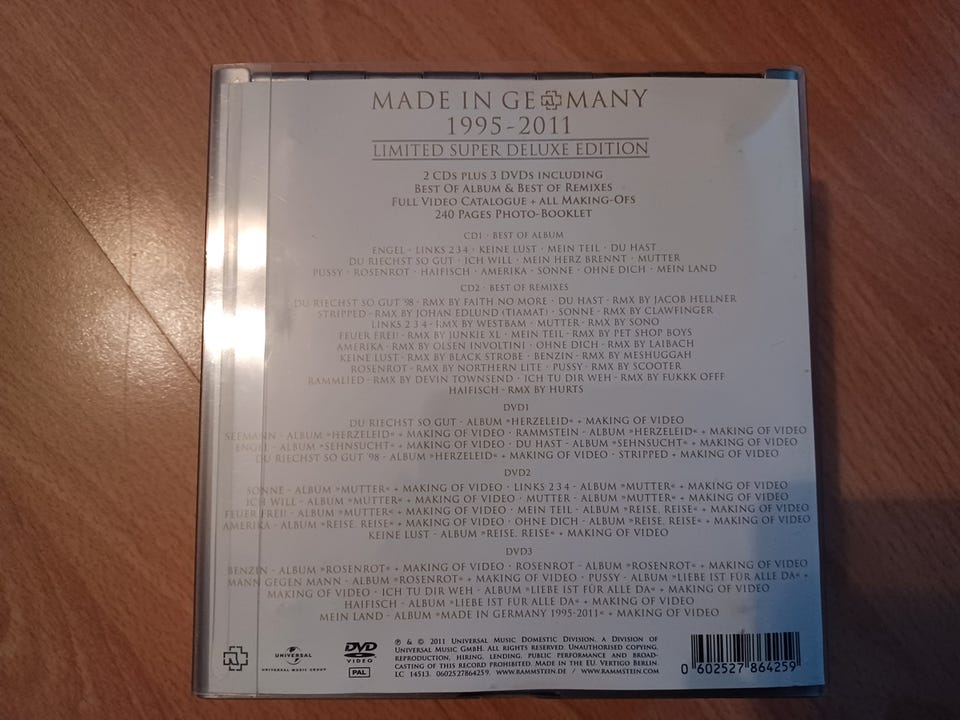 MADE IN GERMANY
1995-2011
LIMITED SUPER DELUXE EDITION
2 CDs PLUS 3 DVDs INCLUDING
BEST OF ALBUM & BEST OF REMIXES
FULL VIDEO CATALOGUE + ALL MAKING-OFS
240 PAGES PHOTO-BOOKLET
CD1 · BEST OF ALBUM
ENGEL · LINKS 2 3 4 · KEINE LUST · MEIN TEIL · DU HAST
DU RIECHST SO GUT · ICH WILL · MEIN HERZ BRENNT · MUTTER
PUSSY · ROSENROT · HAIFISCH · AMERIKA · SONNE · OHNE DICH · MEIN LAND
CD2 · BEST OF REMIXES
DU RIECHST SO GUT '98 - RMX BY FAITH NO MORE · DU HAST - RMX BY JACOB HELLNER
STRIPPED - RMX BY JOHAN EDLUND (TIAMAT) · SONNE - RMX BY CLAWFINGER
LINKS 2 3 4 - RMX BY WESTBAM · MUTTER - RMX BY SONO
FEUER FREI! - RMX BY JUNKIE XL · MEIN TEIL - RMX BY PET SHOP BOYS
AMERIKA - RMX BY OLSEN INVOLTINI · OHNE DICH - RMX BY LAIBACH
KEINE LUST - RMX BY BLACK STROBE · BENZIN - RMX BY MESHUGGAH
ROSENROT - RMX BY NORTHERN LITE · PUSSY - RMX BY SCOOTER
RAMMLIED - RMX BY DEVIN TOWNSEND · ICH TU DIR WEH - RMX BY FUKKK OFFF
HAIFISCH - RMX BY HURTS
DVD1
DU RIECHST SO GUT - ALBUM »HERZELEID« + MAKING OF VIDEO
SEEMANN - ALBUM »HERZELEID« + MAKING OF VIDEO · RAMMSTEIN - ALBUM »HERZELEID« + MAKING OF VIDEO
ENGEL - ALBUM »SEHNSUCHT« + MAKING OF VIDEO · DU HAST - ALBUM »SEHNSUCHT« + MAKING OF VIDEO
DU RIECHST SO GUT '98 - ALBUM »HERZELEID« + MAKING OF VIDEO · STRIPPED + MAKING OF VIDEO
DVD2
SONNE - ALBUM »MUTTER« + MAKING OF VIDEO · LINKS 2 3 4 - ALBUM »MUTTER« + MAKING OF VIDEO
ICH WILL - ALBUM »MUTTER« + MAKING OF VIDEO · MUTTER - ALBUM »MUTTER« + MAKING OF VIDEO
FEUER FREI! - ALBUM »MUTTER« + MAKING OF VIDEO · MEIN TEIL - ALBUM »REISE, REISE« + MAKING OF VIDEO
AMERIKA - ALBUM »REISE, REISE« + MAKING OF VIDEO · OHNE DICH - ALBUM »REISE, REISE« + MAKING OF VIDEO
KEINE LUST - ALBUM »REISE, REISE« + MAKING OF VIDEO
DVD3
BENZIN - ALBUM »ROSENROT« + MAKING OF VIDEO · ROSENROT - ALBUM »ROSENROT« + MAKING OF VIDEO
MANN GEGEN MANN - ALBUM »ROSENROT« + MAKING OF VIDEO · PUSSY - ALBUM »LIEBE IST FÜR ALLE DA« +
MAKING OF VIDEO · ICH TU DIR WEH - ALBUM »LIEBE IST FÜR ALLE DA« + MAKING OF VIDEO
HAIFISCH - ALBUM »LIEBE IST FÜR ALLE DA« + MAKING OF VIDEO
MEIN LAND - ALBUM »MADE IN GERMANY 1995-2011« + MAKING OF VIDEO
UNIVERSAL
UNIVERSAL MUSIC GROUP
DVD
VIDEO
PAL
℗ & © 2011 UNIVERSAL MUSIC DOMESTIC DIVISION, A DIVISION OF
UNIVERSAL MUSIC GMBH. ALL RIGHTS RESERVED. UNAUTHORISED COPYING,
REPRODUCTION, HIRING, LENDING, PUBLIC PERFORMANCE AND BROAD-
CASTING OF THIS RECORD PROHIBITED. MADE IN THE EU. VERTIGO BERLIN.
LC 14513. 0602527864259. WWW.RAMMSTEIN.DE / WWW.RAMMSTEIN.COM
0 602527 864259